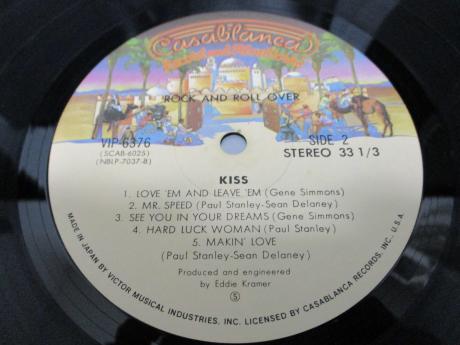 Casablanca
Record and FilmWorks
ROCK AND ROLL OVER
VIP-6376
(SCAB-6025)
(NBLP-7037-B)
SIDE 2
STEREO 33 1/3
KISS
1. LOVE 'EM AND LEAVE 'EM (Gene Simmons)
2. MR. SPEED (Paul Stanley-Sean Delaney)
3. SEE YOU IN YOUR DREAMS (Gene Simmons)
4. HARD LUCK WOMAN (Paul Stanley)
5. MAKIN' LOVE
(Paul Stanley-Sean Delaney)
Produced and engineered
by Eddie Kramer
S
MADE IN JAPAN BY VICTOR MUSICAL INDUSTRIES, INC. LICENSED BY CASABLANCA RECORDS, INC., U.S.A.